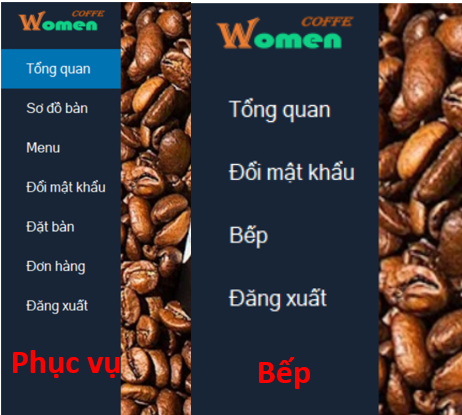 COFFE
Women
Tổng quan
Sơ đồ bàn
Menu
Đổi mật khẩu
Đặt bàn
Đơn hàng
Đăng xuất
Phục vụ
COFFE
Women
Tổng quan
Đổi mật khẩu
Bếp
Đăng xuất
Bếp